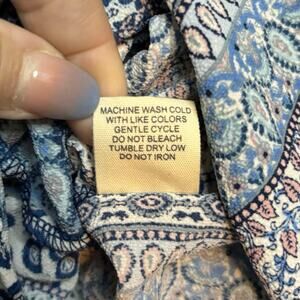 MACHINE WASH COLD
WITH LIKE COLORS
GENTLE CYCLE
DO NOT BLEACH
TUMBLE DRY LOW
DO NOT IRON